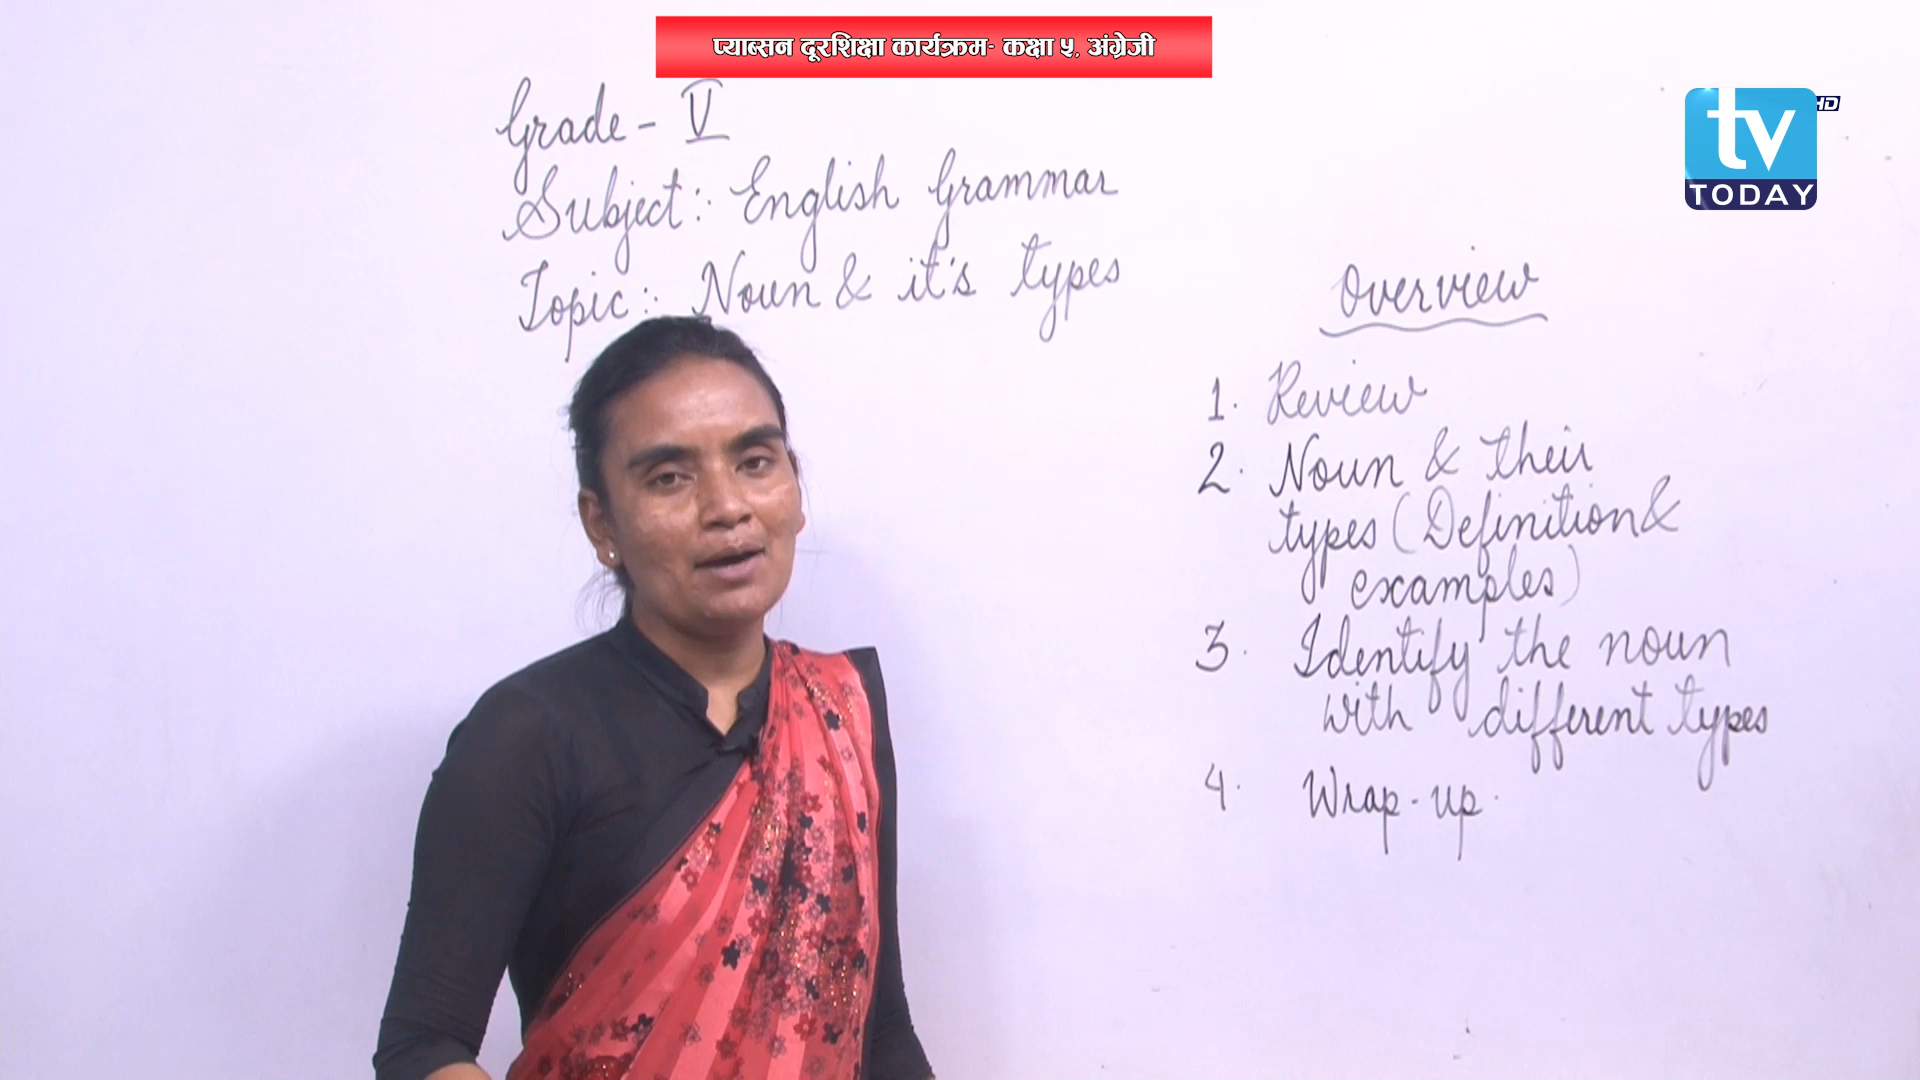 प्याब्सन दूरशिक्षा कार्यक्रम- कक्षा ५, अंग्रेजी
tv
HD
TODAY
Grade - V
Subject:- English Grammar
Topic:- Noun & it's types
Overview
1. Review
2. Noun & their
types (Definition &
examples)
3. Identify the noun
with different types
4. Wrap-up.